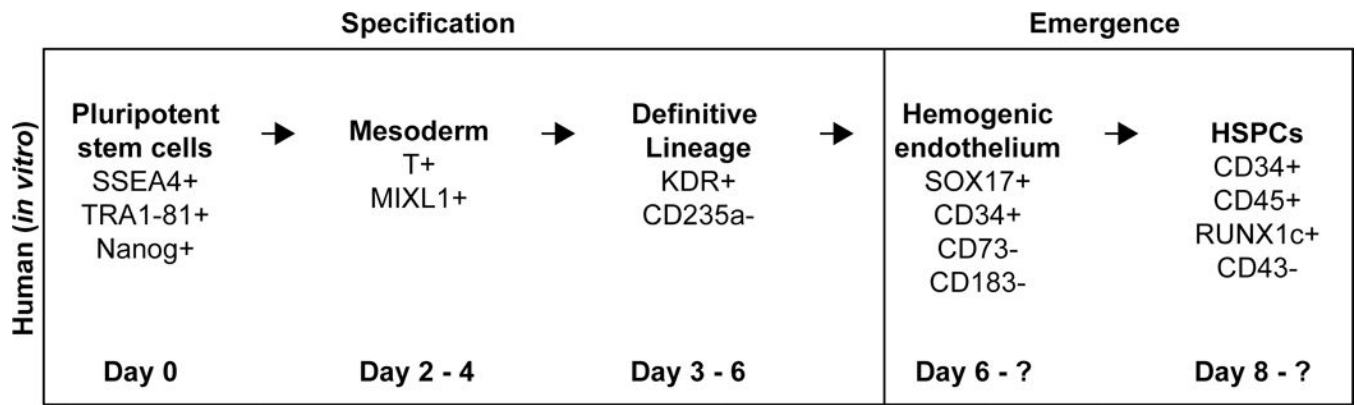 Specification
Emergence
Human (in vitro)
Pluripotent
stem cells
SSEA4+
TRA1-81+
Nanog+
Day 0
Mesoderm
T+
MIXL1+
Day 2 - 4
Definitive
Lineage
KDR+
CD235a-
Day 3 - 6
Hemogenic
endothelium
SOX17+
CD34+
CD73-
CD183-
Day 6 - ?
HSPCs
CD34+
CD45+
RUNX1c+
CD43-
Day 8 - ?